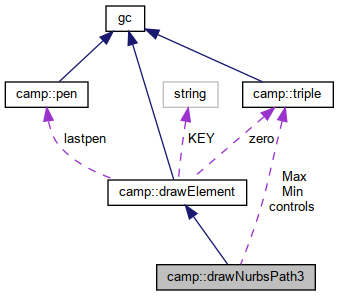 gc
camp::pen
string
camp::triple
lastpen
KEY
zero
camp::drawElement
Max
Min
controls
camp::drawNurbsPath3